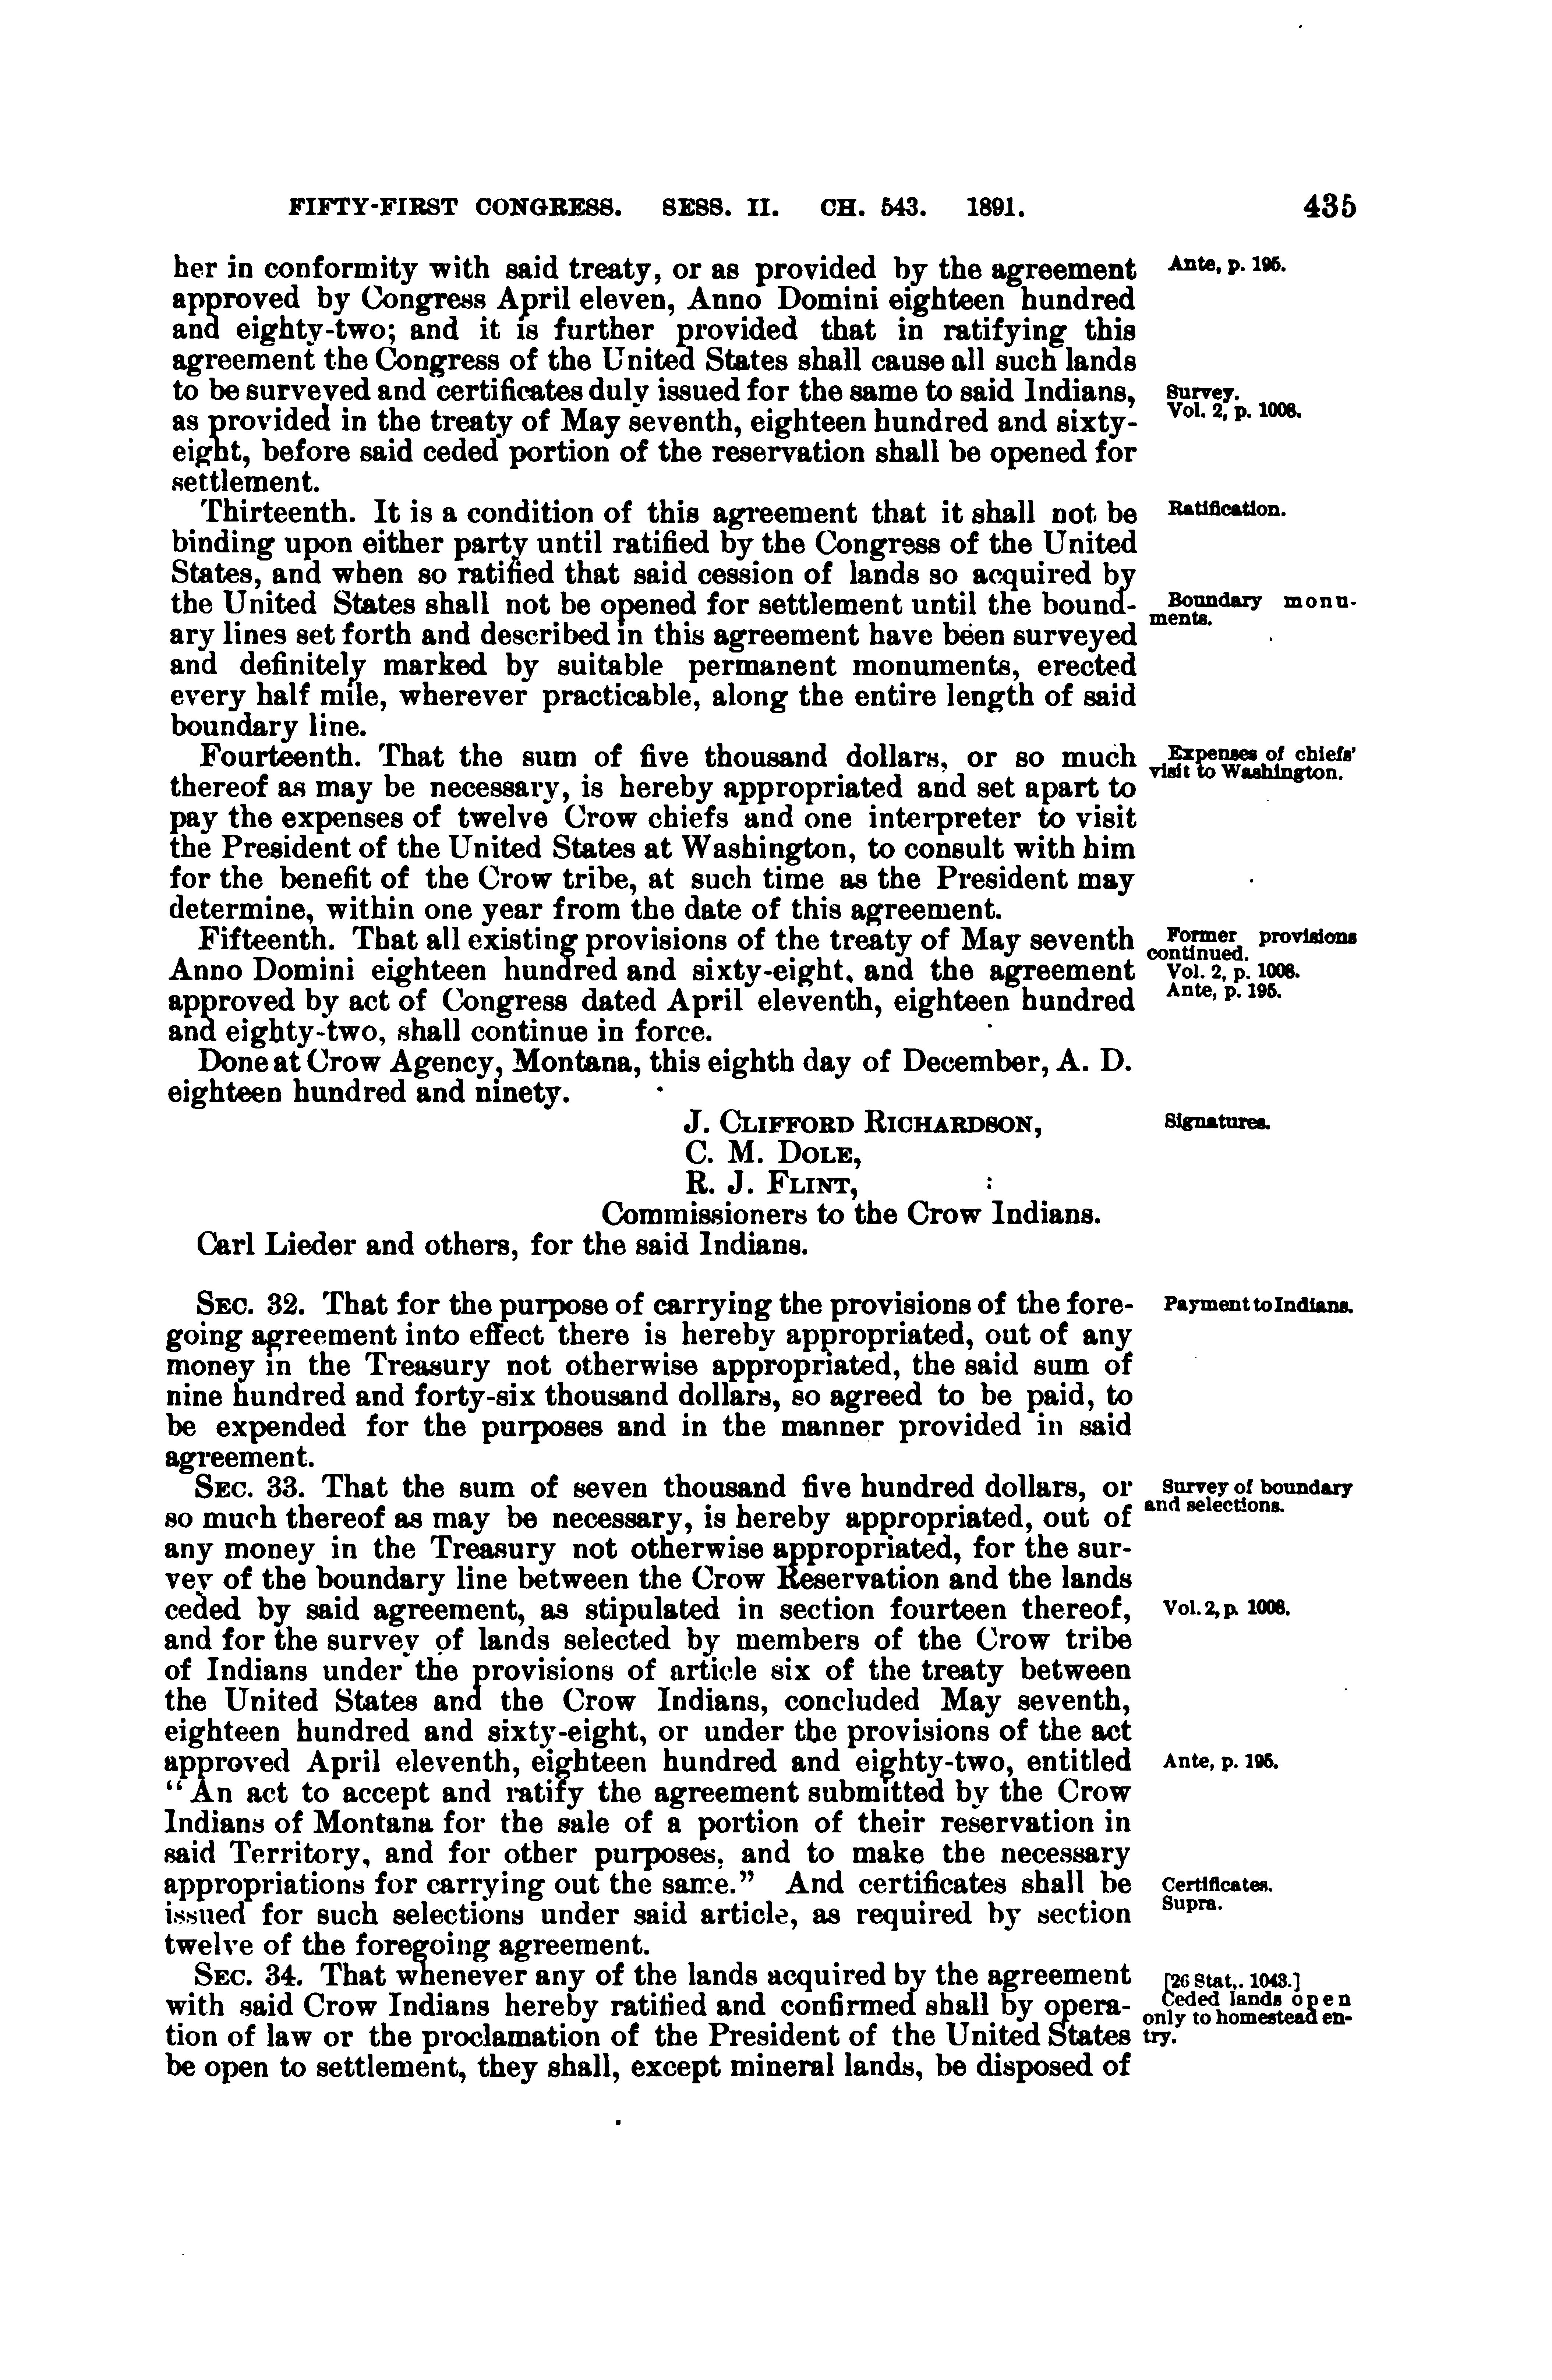 FIFTY-FIRST CONGRESS. SESS. II. CH. 543. 1891. 435
her in conformity with said treaty, or as provided by the agreement
Ante, p. 195.
approved by Congress April eleven, Anno Domini eighteen hundred
and eighty-two; and it is further provided that in ratifying this
agreement the Congress of the United States shall cause all such lands
to be surveyed and certificates duly issued for the same to said Indians,
Survey.
as provided in the treaty of May seventh, eighteen hundred and sixty-
Vol. 2, p. 1008.
eight, before said ceded portion of the reservation shall be opened for
settlement.
Thirteenth. It is a condition of this agreement that it shall not be
Ratification.
binding upon either party until ratified by the Congress of the United
States, and when so ratified that said cession of lands so acquired by
the United States shall not be opened for settlement until the bound-
Boundary monu-
ments.
ary lines set forth and described in this agreement have been surveyed
and definitely marked by suitable permanent monuments, erected
every half mile, wherever practicable, along the entire length of said
boundary line.
Fourteenth. That the sum of five thousand dollars, or so much
Expenses of chiefs'
visit to Washington.
thereof as may be necessary, is hereby appropriated and set apart to
pay the expenses of twelve Crow chiefs and one interpreter to visit
the President of the United States at Washington, to consult with him
for the benefit of the Crow tribe, at such time as the President may
determine, within one year from the date of this agreement.
Fifteenth. That all existing provisions of the treaty of May seventh
Former provisions
continued.
Anno Domini eighteen hundred and sixty-eight, and the agreement
Vol. 2, p. 1008.
approved by act of Congress dated April eleventh, eighteen hundred
Ante, p. 195.
and eighty-two, shall continue in force.
Done at Crow Agency, Montana, this eighth day of December, A. D.
eighteen hundred and ninety.
J. CLIFFORD RICHARDSON,
Signatures.
C. M. DOLE,
R. J. FLINT,
Commissioners to the Crow Indians.
Carl Lieder and others, for the said Indians.
SEC. 32. That for the purpose of carrying the provisions of the fore-
Payment to Indians.
going agreement into effect there is hereby appropriated, out of any
money in the Treasury not otherwise appropriated, the said sum of
nine hundred and forty-six thousand dollars, so agreed to be paid, to
be expended for the purposes and in the manner provided in said
agreement.
SEC. 33. That the sum of seven thousand five hundred dollars, or
Survey of boundary
and selections.
so much thereof as may be necessary, is hereby appropriated, out of
any money in the Treasury not otherwise appropriated, for the sur-
vey of the boundary line between the Crow Reservation and the lands
ceded by said agreement, as stipulated in section fourteen thereof,
Vol. 2, p. 1008.
and for the survey of lands selected by members of the Crow tribe
of Indians under the provisions of article six of the treaty between
the United States and the Crow Indians, concluded May seventh,
eighteen hundred and sixty-eight, or under the provisions of the act
approved April eleventh, eighteen hundred and eighty-two, entitled
Ante, p. 195.
"An act to accept and ratify the agreement submitted by the Crow
Indians of Montana for the sale of a portion of their reservation in
said Territory, and for other purposes, and to make the necessary
appropriations for carrying out the same." And certificates shall be
Certificates.
issued for such selections under said article, as required by section
Supra.
twelve of the foregoing agreement.
SEC. 34. That whenever any of the lands acquired by the agreement
[26 Stat,. 1043.]
with said Crow Indians hereby ratified and confirmed shall by opera-
Ceded lands open
only to homestead en-
tion of law or the proclamation of the President of the United States
try.
be open to settlement, they shall, except mineral lands, be disposed of